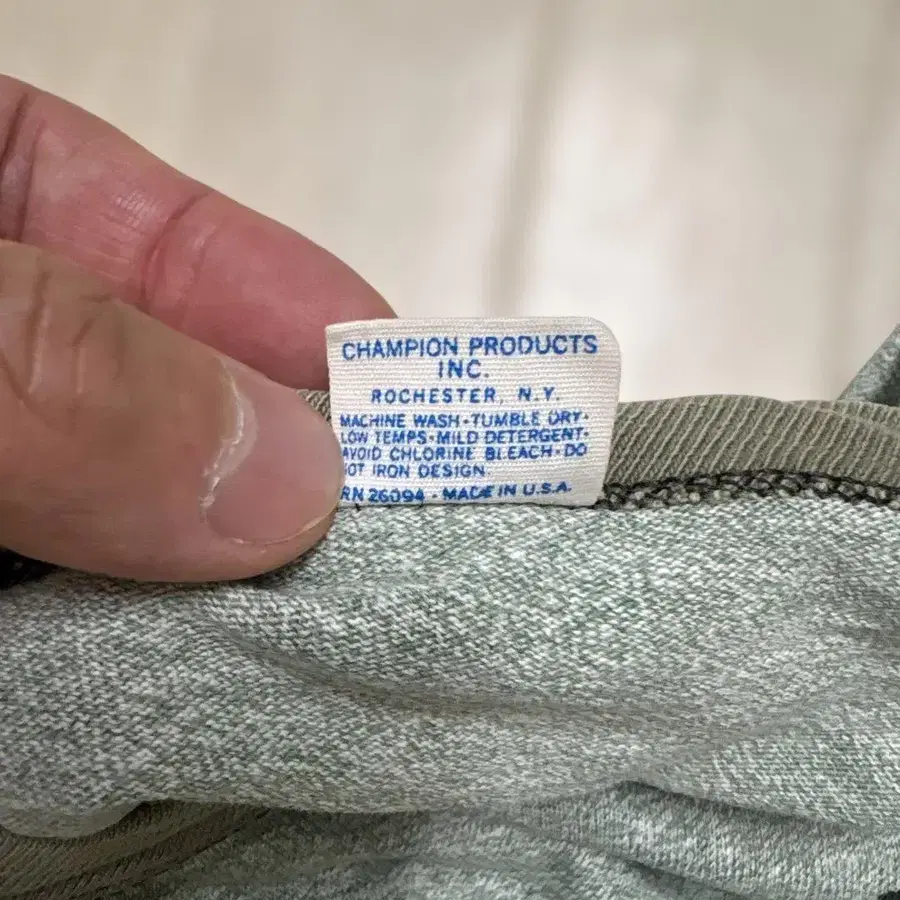 CHAMPION PRODUCTS
INC.
ROCHESTER, N.Y.
MACHINE WASH•TUMBLE DRY•
LOW TEMPS•MILD DETERGENT•
AVOID CHLORINE BLEACH•DO
OT IRON DESIGN.
RN 26094 • MADE IN U.S.A.